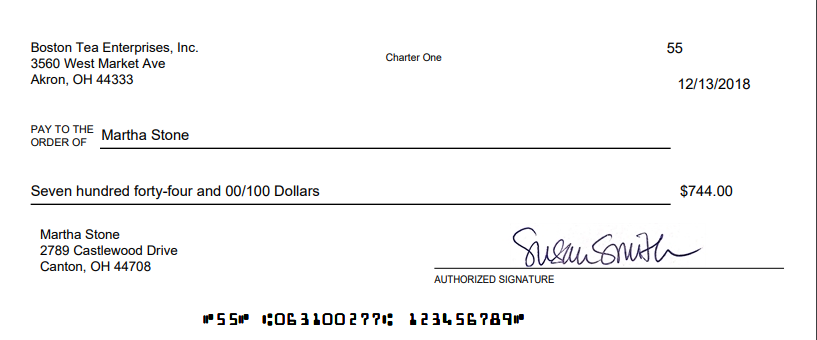 Boston Tea Enterprises, Inc.
3560 West Market Ave
Akron, OH 44333
Charter One
55
12/13/2018
PAY TO THE
ORDER OF
Martha Stone
Seven hundred forty-four and 00/100 Dollars
$744.00
Martha Stone
2789 Castlewood Drive
Canton, OH 44708
Susan Smith
AUTHORIZED SIGNATURE
⑈55⑈ ⑆063100277⑆ 123456789⑈